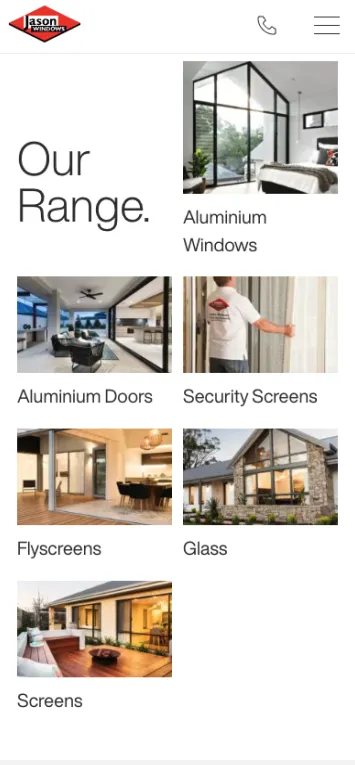 Jason
WINDOWS
Our
Range.
Aluminium
Windows
Aluminium Doors
Security Screens
Flyscreens
Glass
Screens